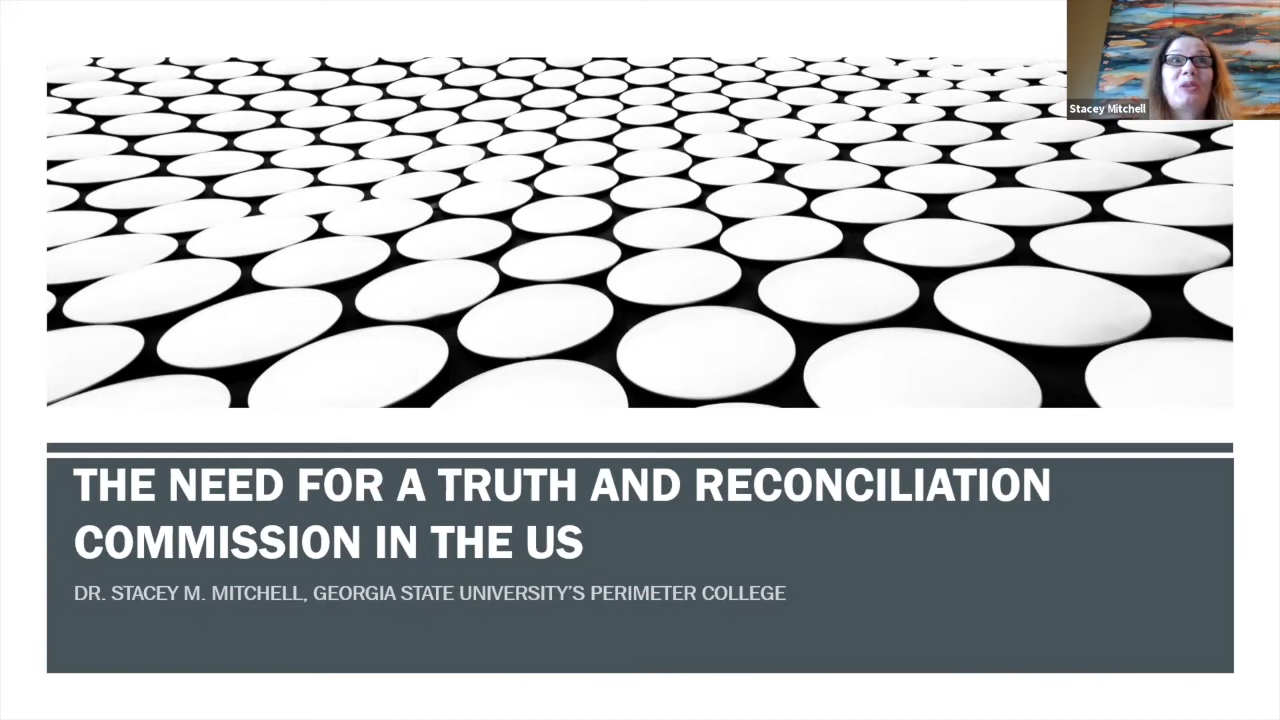 Stacey Mitchell
THE NEED FOR A TRUTH AND RECONCILIATION
COMMISSION IN THE US
DR. STACEY M. MITCHELL, GEORGIA STATE UNIVERSITY'S PERIMETER COLLEGE